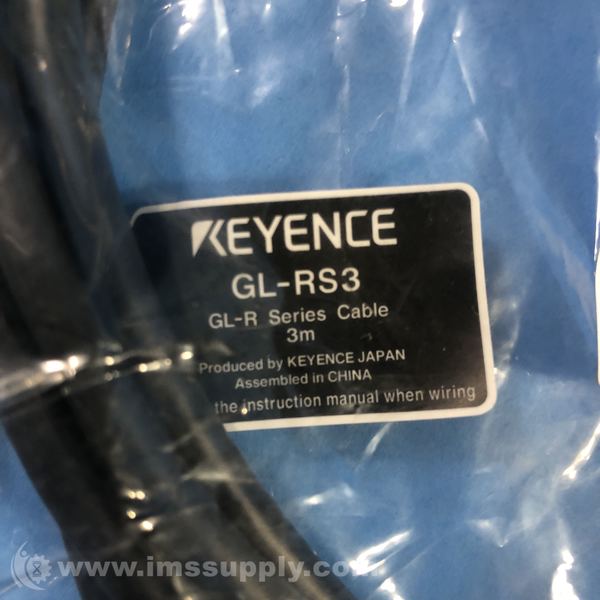 KEYENCE
GL-RS3
GL-R Series Cable
3m
Produced by KEYENCE JAPAN
Assembled in CHINA
the instruction manual when wiring
www.imssupply.com